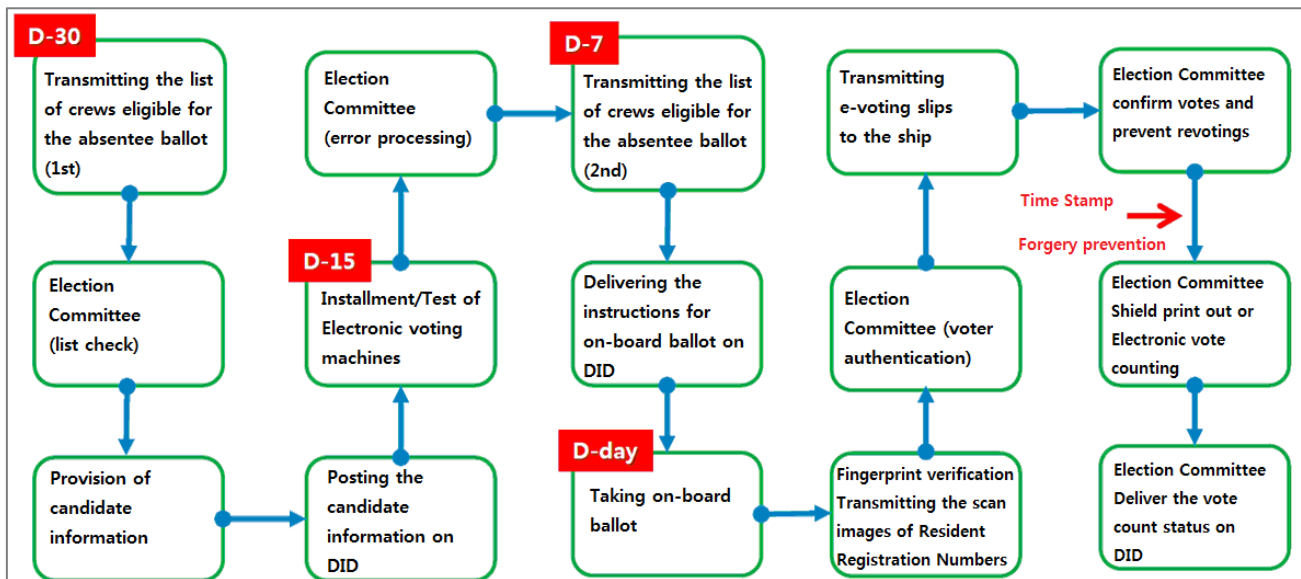 D-30
Transmitting the list
of crews eligible for
the absentee ballot
(1st)
Election
Committee
(list check)
Provision of
candidate
information
Posting the
candidate
information on
DID
D-15
Installment/Test of
Electronic voting
machines
Election
Committee
(error processing)
D-7
Transmitting the list
of crews eligible for
the absentee ballot
(2nd)
Delivering the
instructions for
on-board ballot on
DID
D-day
Taking on-board
ballot
Fingerprint verification
Transmitting the scan
images of Resident
Registration Numbers
Election
Committee (voter
authentication)
Transmitting
e-voting slips
to the ship
Election Committee
confirm votes and
prevent revotings
Time Stamp
Forgery prevention
Election Committee
Shield print out or
Electronic vote
counting
Election Committee
Deliver the vote
count status on
DID